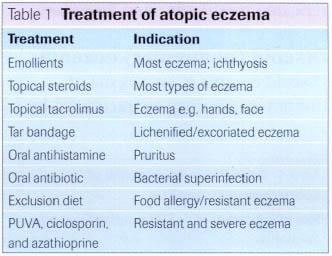 Table 1 Treatment of atopic eczema
Treatment Indication
Emollients Most eczema; ichthyosis
Topical steroids Most types of eczema
Topical tacrolimus Eczema e.g. hands, face
Tar bandage Lichenified/excoriated eczema
Oral antihistamine Pruritus
Oral antibiotic Bacterial superinfection
Exclusion diet Food allergy/resistant eczema
PUVA, ciclosporin, Resistant and severe eczema
and azathioprine